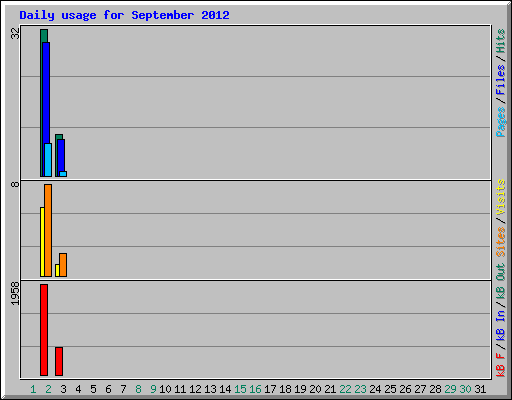 Daily usage for September 2012
32
8
1958
Pages / Files / Hits
Sites / Visits
kB F / kB In / kB Out
1 2 3 4 5 6 7 8 9 10 11 12 13 14 15 16 17 18 19 20 21 22 23 24 25 26 27 28 29 30 31